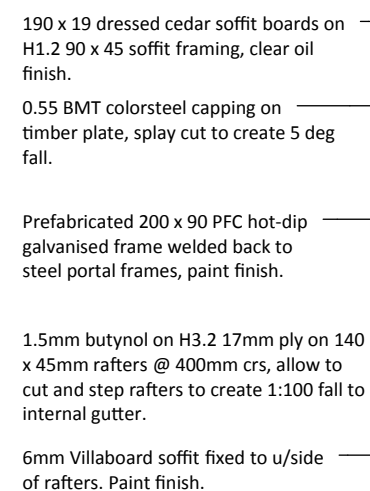 190 x 19 dressed cedar soffit boards on
H1.2 90 x 45 soffit framing, clear oil
finish.
0.55 BMT colorsteel capping on
timber plate, splay cut to create 5 deg
fall.
Prefabricated 200 x 90 PFC hot-dip
galvanised frame welded back to
steel portal frames, paint finish.
1.5mm butynol on H3.2 17mm ply on 140
x 45mm rafters @ 400mm crs, allow to
cut and step rafters to create 1:100 fall to
internal gutter.
6mm Villaboard soffit fixed to u/side
of rafters. Paint finish.